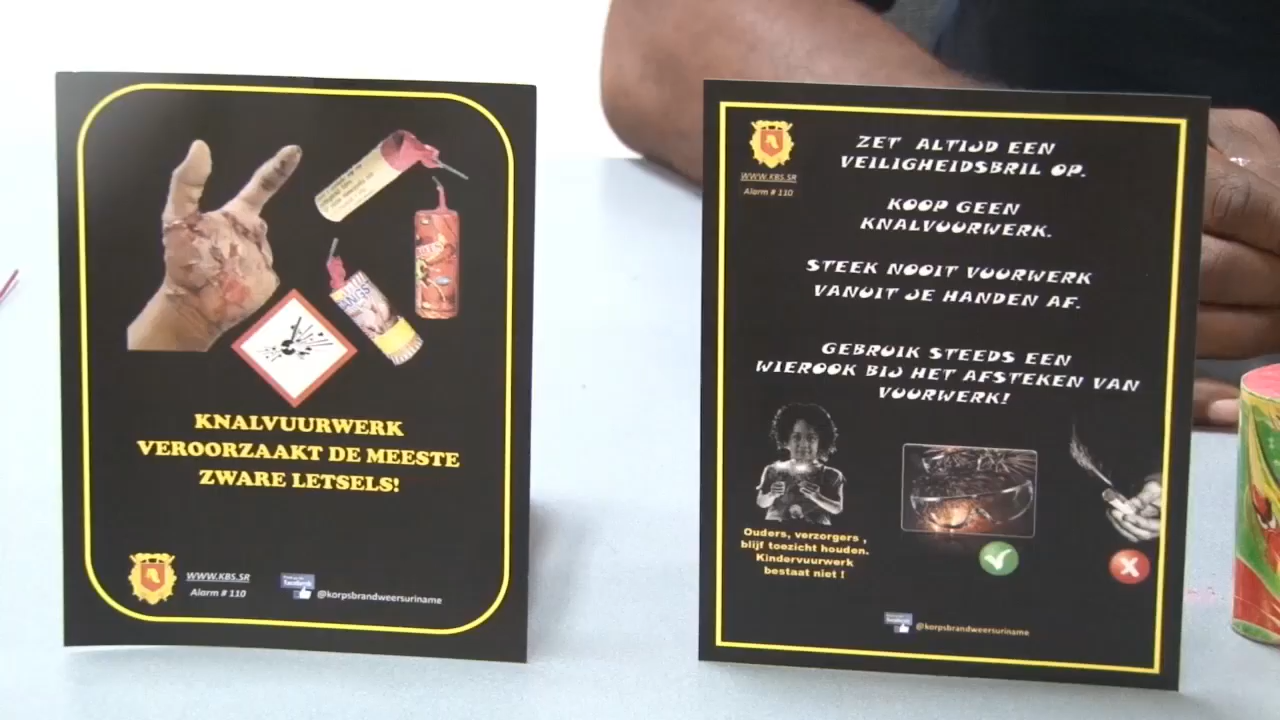 KNALVUURWERK
VEROORZAAKT DE MEESTE
ZWARE LETSELS!
WWW.KBS.SR
Alarm # 110
@korpsbrandweersuriname
WWW.KBS.SR
Alarm # 110
ZET ALTIJD EEN
VEILIGHEIDSBRIL OP.
KOOP GEEN
KNALVUURWERK.
STEEK NOOIT VUURWERK
VANUIT JE HANDEN AF.
GEBRUIK STEEDS EEN
WIEROOK BIJ HET AFSTEKEN VAN
VUURWERK!
Ouders, verzorgers ,
blijf toezicht houden.
Kindervuurwerk
bestaat niet !
@korpsbrandweersuriname